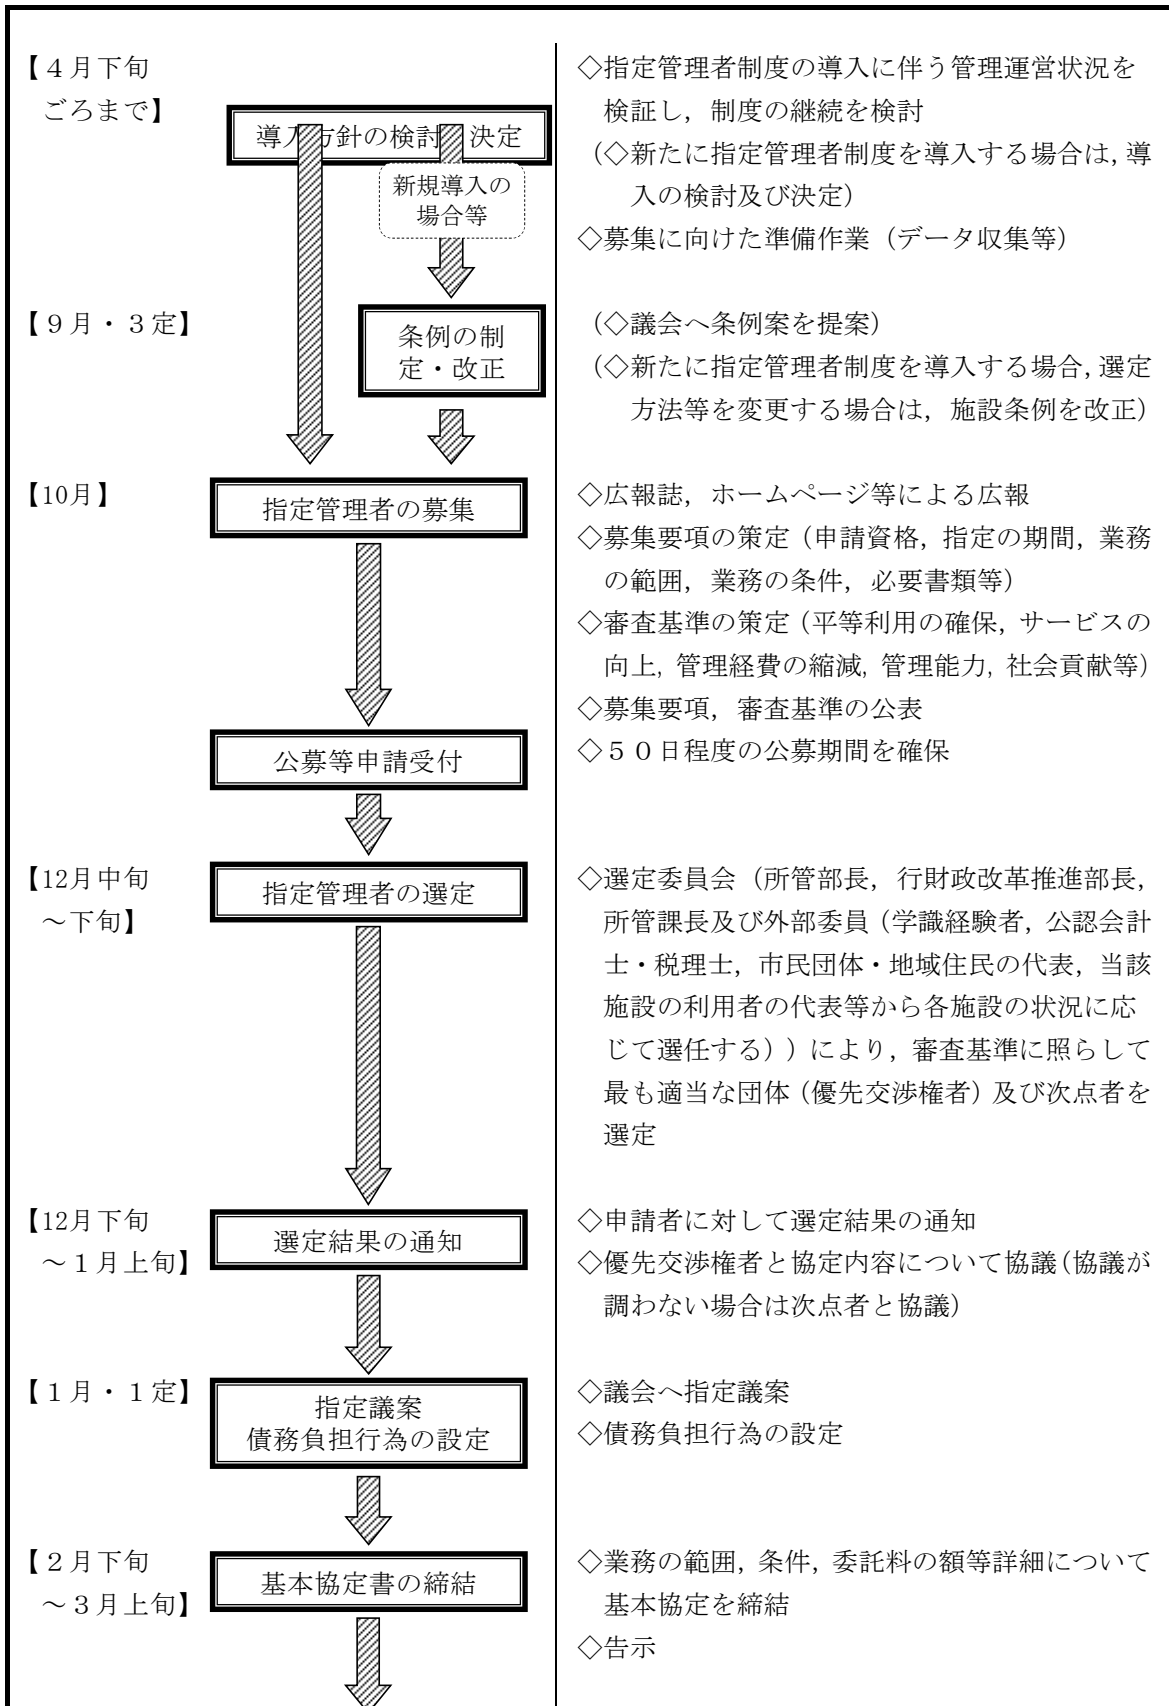 【４月下旬
ごろまで】
導入方針の検討・決定
新規導入の
場合等
◇指定管理者制度の導入に伴う管理運営状況を
検証し，制度の継続を検討
（◇新たに指定管理者制度を導入する場合は，導
入の検討及び決定）
◇募集に向けた準備作業（データ収集等）
【９月・３定】
条例の制
定・改正
（◇議会へ条例案を提案）
（◇新たに指定管理者制度を導入する場合，選定
方法等を変更する場合は，施設条例を改正）
【10月】
指定管理者の募集
◇広報誌，ホームページ等による広報
◇募集要項の策定（申請資格，指定の期間，業務
の範囲，業務の条件，必要書類等）
◇審査基準の策定（平等利用の確保，サービスの
向上，管理経費の縮減，管理能力，社会貢献等）
◇募集要項，審査基準の公表
公募等申請受付
◇５０日程度の公募期間を確保
【12月中旬
～下旬】
指定管理者の選定
◇選定委員会（所管部長，行財政改革推進部長，
所管課長及び外部委員（学識経験者，公認会計
士・税理士，市民団体・地域住民の代表，当該
施設の利用者の代表等から各施設の状況に応
じて選任する））により，審査基準に照らして
最も適当な団体（優先交渉権者）及び次点者を
選定
【12月下旬
～１月上旬】
選定結果の通知
◇申請者に対して選定結果の通知
◇優先交渉権者と協定内容について協議（協議が
調わない場合は次点者と協議）
【１月・１定】
指定議案
債務負担行為の設定
◇議会へ指定議案
◇債務負担行為の設定
【２月下旬
～３月上旬】
基本協定書の締結
◇業務の範囲，条件，委託料の額等詳細について
基本協定を締結
◇告示